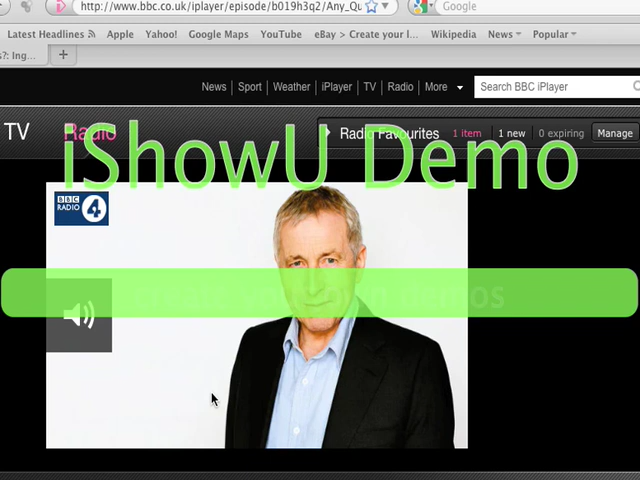 http://www.bbc.co.uk/iplayer/episode/b019h3q2/Any_Qu
Google
Latest Headlines Apple Yahoo! Google Maps YouTube eBay > Create your l... Wikipedia News Popular
s?: Ing...
News Sport Weather iPlayer TV Radio More Search BBC iPlayer
TV Radio Radio Favourites 1 item 1 new 0 expiring Manage
iShowU Demo
BBC
RADIO 4